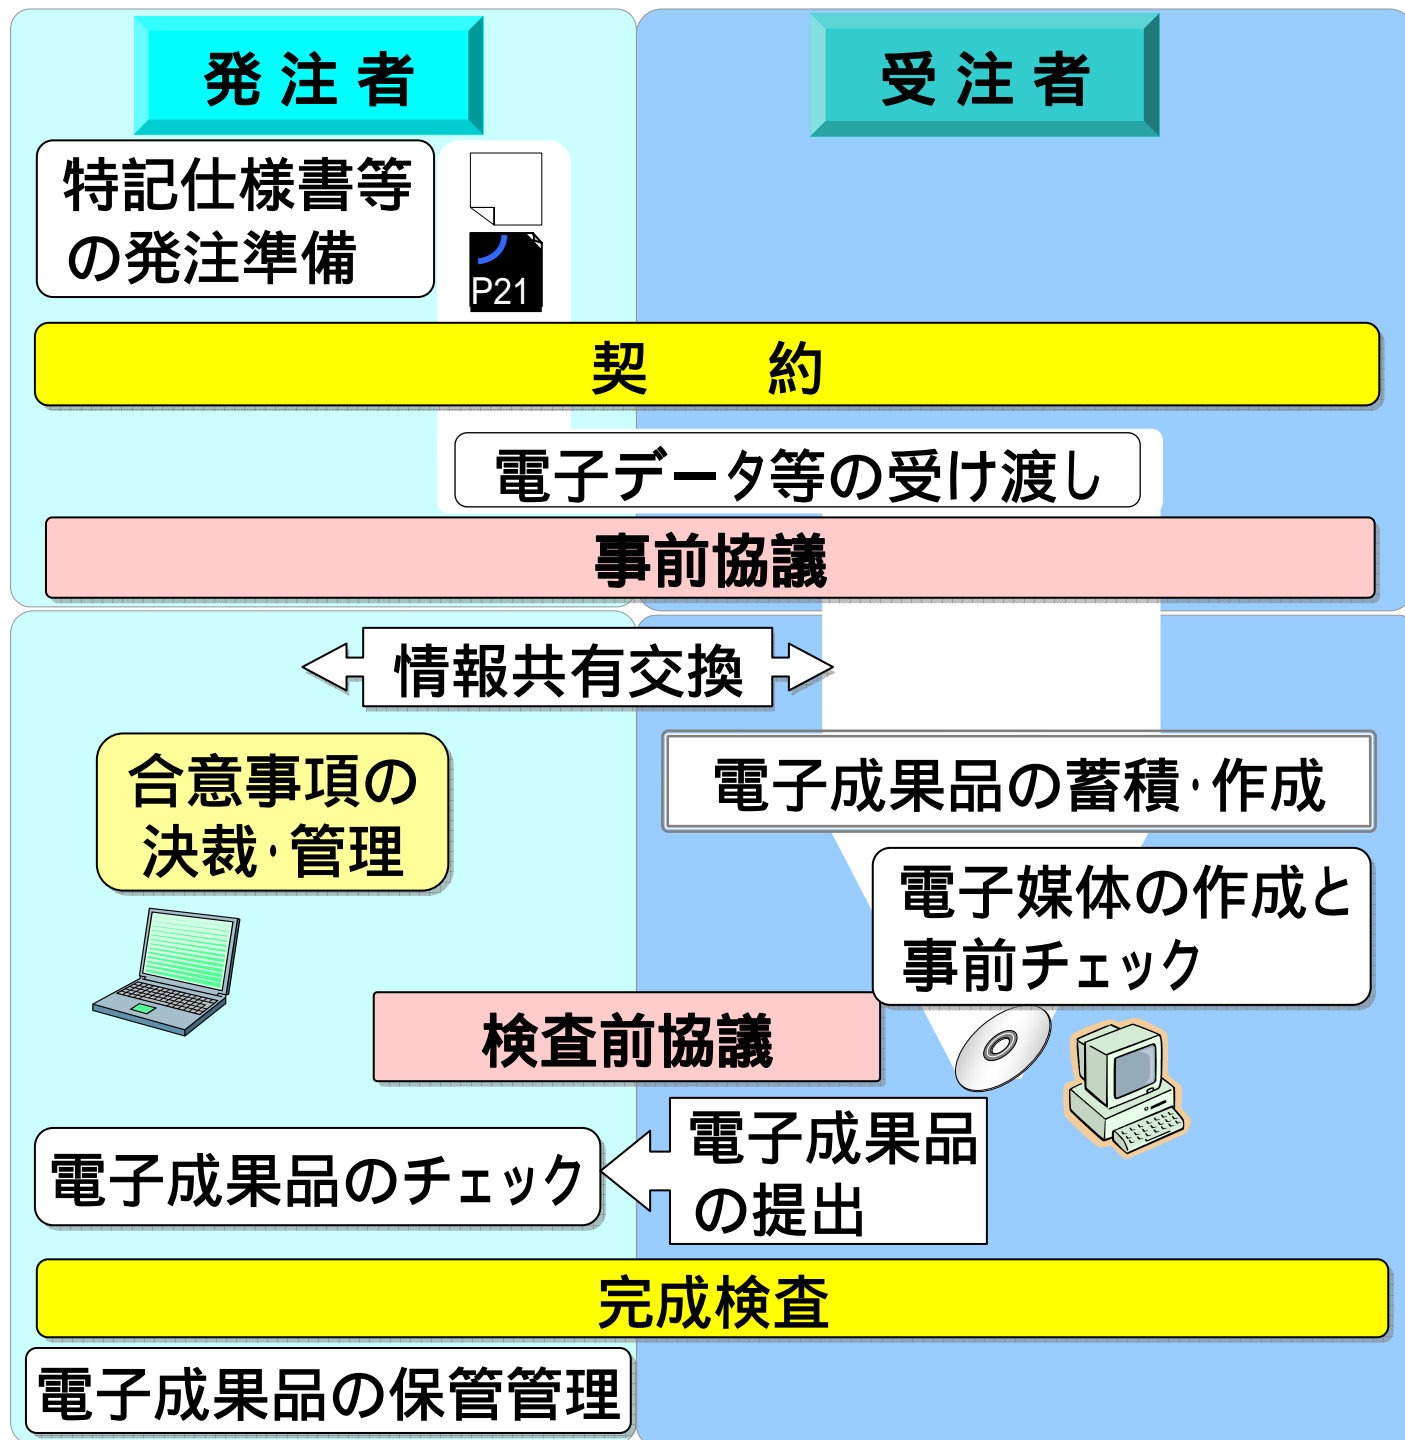 発注者
受注者
特記仕様書等
の発注準備
P21
契 約
電子データ等の受け渡し
事前協議
情報共有交換
合意事項の
決裁・管理
電子成果品の蓄積・作成
電子媒体の作成と
事前チェック
検査前協議
電子成果品
の提出
電子成果品のチェック
完成検査
電子成果品の保管管理